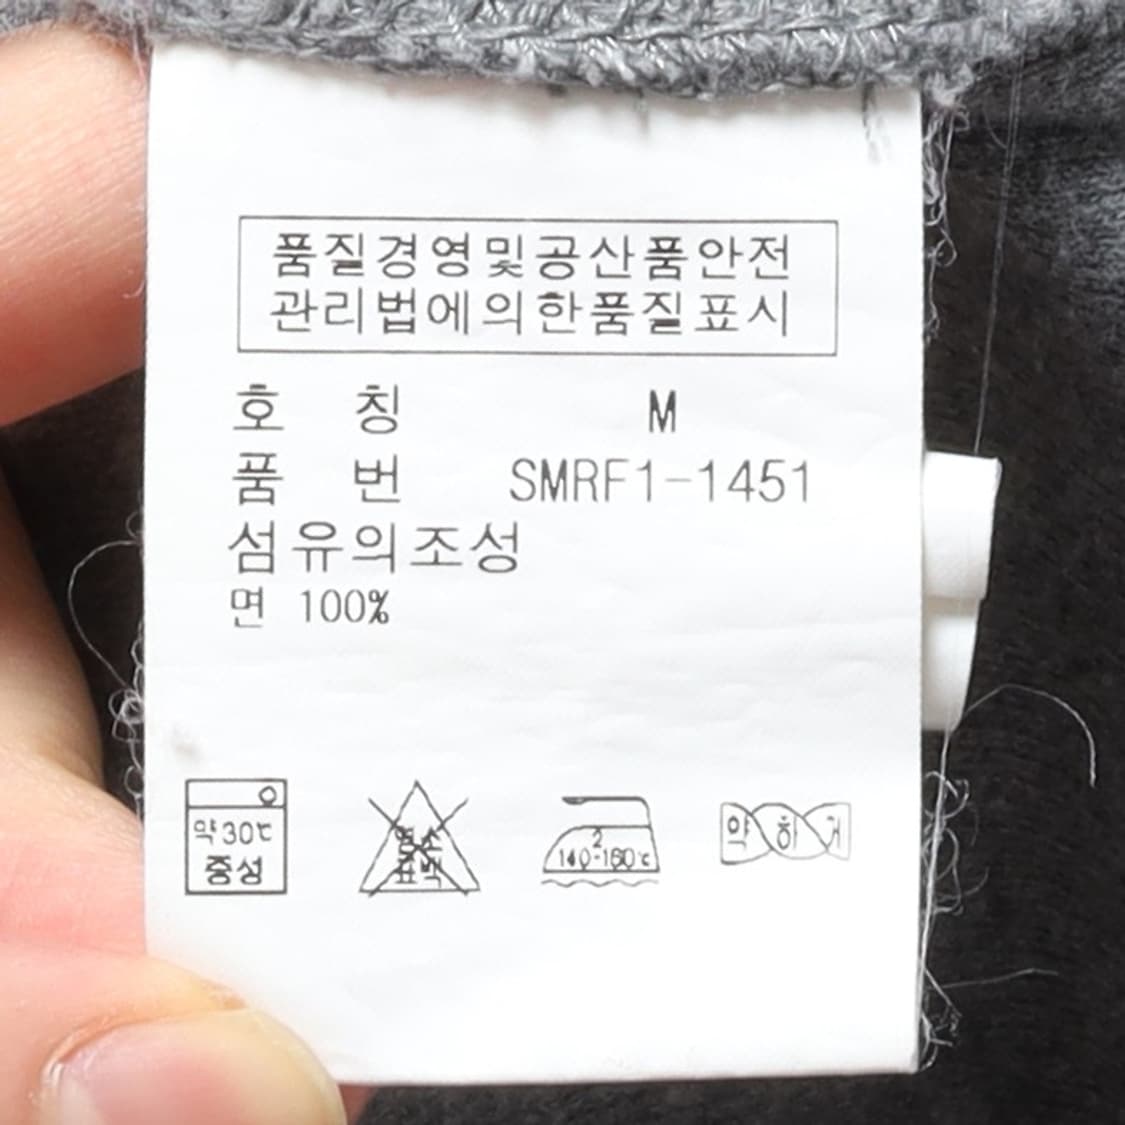 품질경영및공산품안전
관리법에의한품질표시
호 칭 M
품 번 SMRF1-1451
섬유의조성
면 100%
약30℃
중성
염소
표백
2
140-160℃
약하게